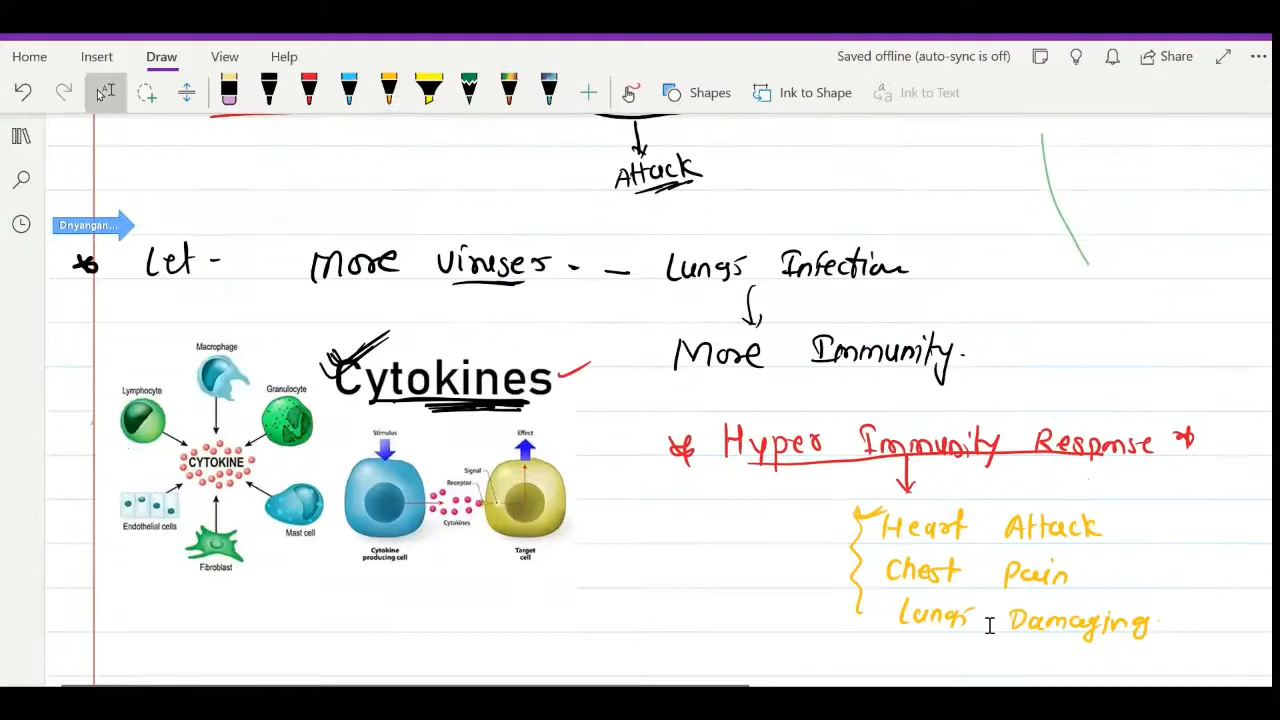 Home Insert Draw View Help Saved offline (auto-sync is off) Share
Shapes Ink to Shape Ink to Text
Attack
Dnyangan...
* Let - More viruses. - Lungs Infection
More Immunity.
Cytokines
Macrophage
Lymphocyte
Granulocyte
CYTOKINE
Endothelial cells
Mast cell
Fibroblast
Stimulus
Effect
Signal
Receptor
Cytokines
Cytokine
producing cell
Target
cell
* Hyper Immunity Response *
Heart Attack
Chest Pain
Lungs Damaging.